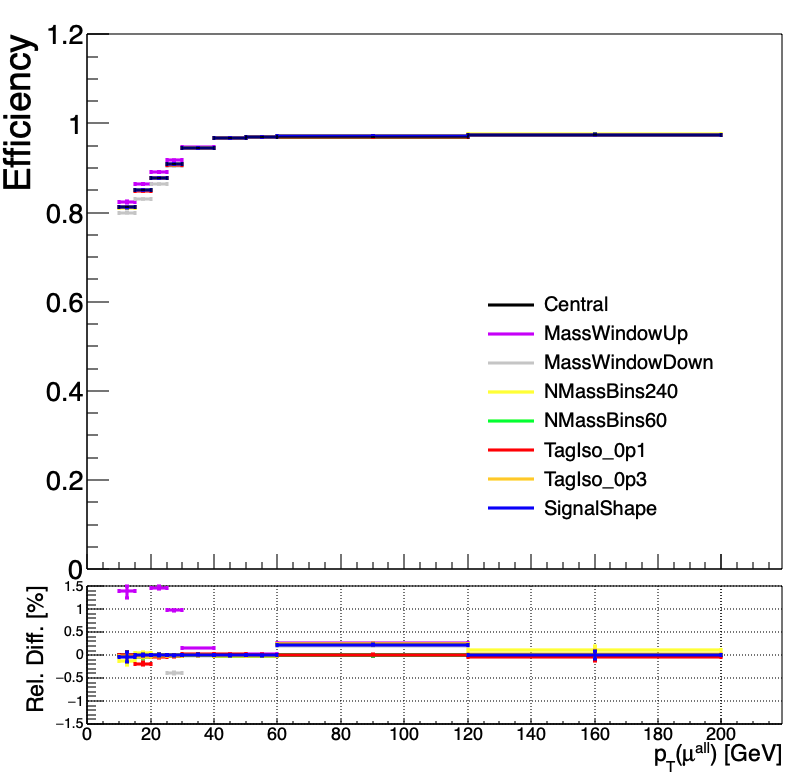 Efficiency
1.2
1
0.8
0.6
0.4
0.2
0
Central
MassWindowUp
MassWindowDown
NMassBins240
NMassBins60
TagIso_0p1
TagIso_0p3
SignalShape
Rel. Diff. [%]
1.5
1
0.5
0
−0.5
−1
−1.5
0 20 40 60 80 100 120 140 160 180 200
p_T(μ^all) [GeV]